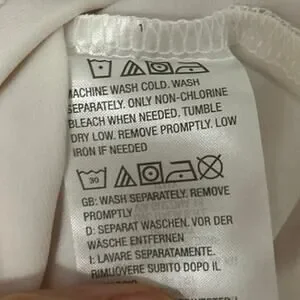 MACHINE WASH COLD. WASH
SEPARATELY. ONLY NON-CHLORINE
BLEACH WHEN NEEDED. TUMBLE
DRY LOW. REMOVE PROMPTLY. LOW
IRON IF NEEDED
30
GB: WASH SEPARATELY. REMOVE
PROMPTLY
D: SEPARAT WASCHEN. VOR DER
WÄSCHE ENTFERNEN
I: LAVARE SEPARATAMENTE.
RIMUOVERE SUBITO DOPO IL